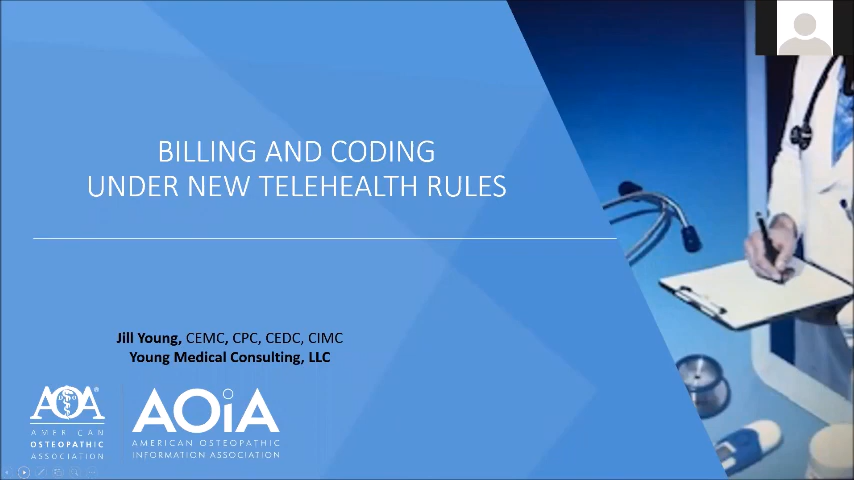 BILLING AND CODING
UNDER NEW TELEHEALTH RULES
Jill Young, CEMC, CPC, CEDC, CIMC
Young Medical Consulting, LLC
AOA
AMERICAN
OSTEOPATHIC
ASSOCIATION
AOiA
AMERICAN OSTEOPATHIC
INFORMATION ASSOCIATION